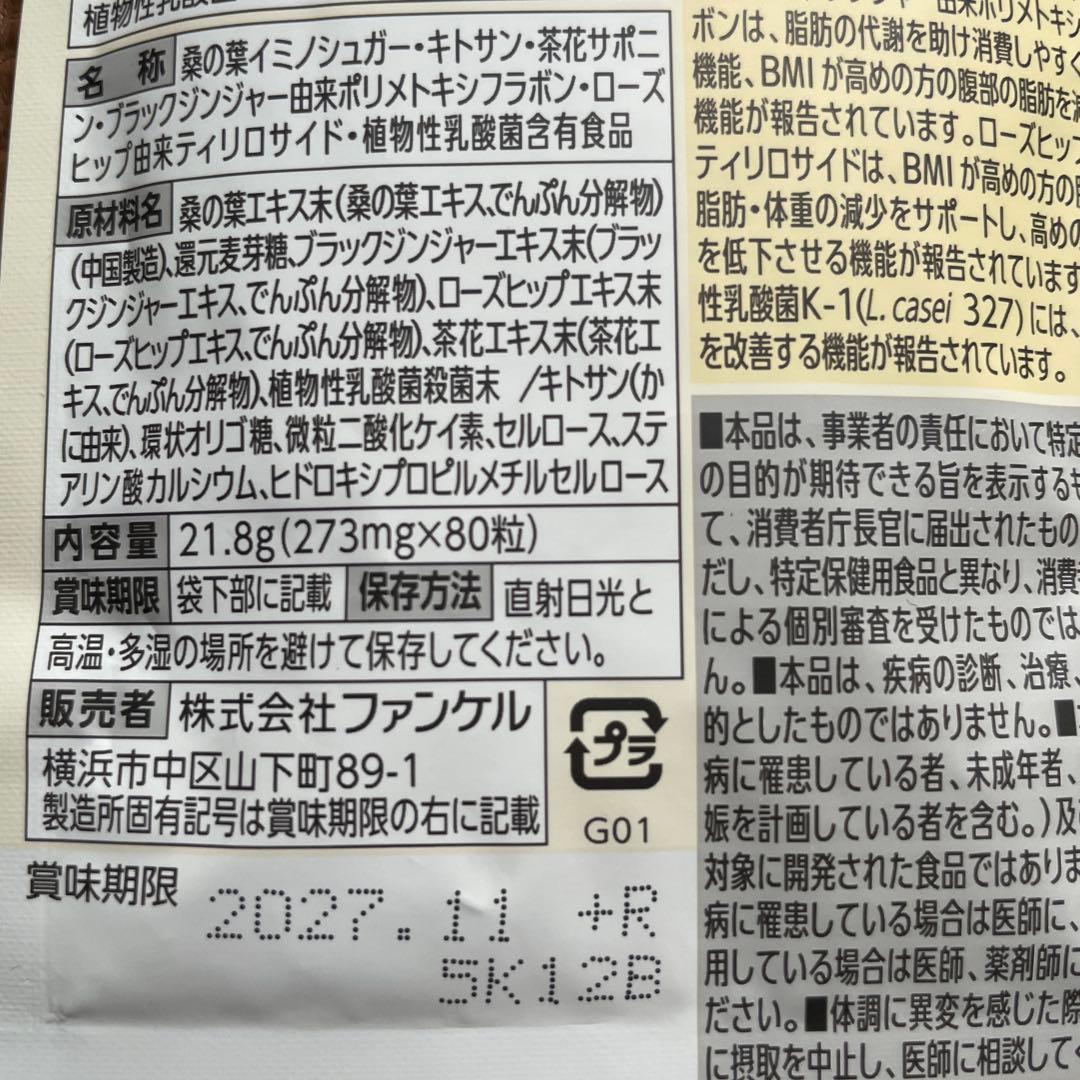 植物性乳酸菌
名称 桑の葉イミノシュガー・キトサン・茶花サポニ
ン・ブラックジンジャー由来ポリメトキシフラボン・ローズ
ヒップ由来ティリロサイド・植物性乳酸菌含有食品
原材料名 桑の葉エキス末(桑の葉エキス、でんぷん分解物)
(中国製造)、還元麦芽糖、ブラックジンジャーエキス末(ブラッ
クジンジャーエキス、でんぷん分解物)、ローズヒップエキス末
(ローズヒップエキス、でんぷん分解物)、茶花エキス末(茶花エ
キス、でんぷん分解物)、植物性乳酸菌殺菌末 /キトサン(か
に由来)、環状オリゴ糖、微粒二酸化ケイ素、セルロース、ステ
アリン酸カルシウム、ヒドロキシプロピルメチルセルロース
内容量 21.8g(273mg×80粒)
賞味期限 袋下部に記載 保存方法 直射日光と
高温・多湿の場所を避けて保存してください。
販売者 株式会社ファンケル
横浜市中区山下町89-1
製造所固有記号は賞味期限の右に記載
プラ
G01
賞味期限 2027.11 +R
5K12B
由来ポリメトキシ
ボンは、脂肪の代謝を助け消費しやすく
機能、BMIが高めの方の腹部の脂肪を減
機能が報告されています。ローズヒップ
ティリロサイドは、BMIが高めの方の
脂肪・体重の減少をサポートし、高めの
を低下させる機能が報告されています
性乳酸菌K-1(L. casei 327)には、
を改善する機能が報告されています。
■本品は、事業者の責任において特定
の目的が期待できる旨を表示するも
て、消費者庁長官に届出されたもの
だし、特定保健用食品と異なり、消費者
による個別審査を受けたものでは
ん。■本品は、疾病の診断、治療、
的としたものではありません。■
病に罹患している者、未成年者、
娠を計画している者を含む。)及
対象に開発された食品ではありま
病に罹患している場合は医師に、
用している場合は医師、薬剤師に
ださい。■体調に異変を感じた際
に摂取を中止し、医師に相談してく